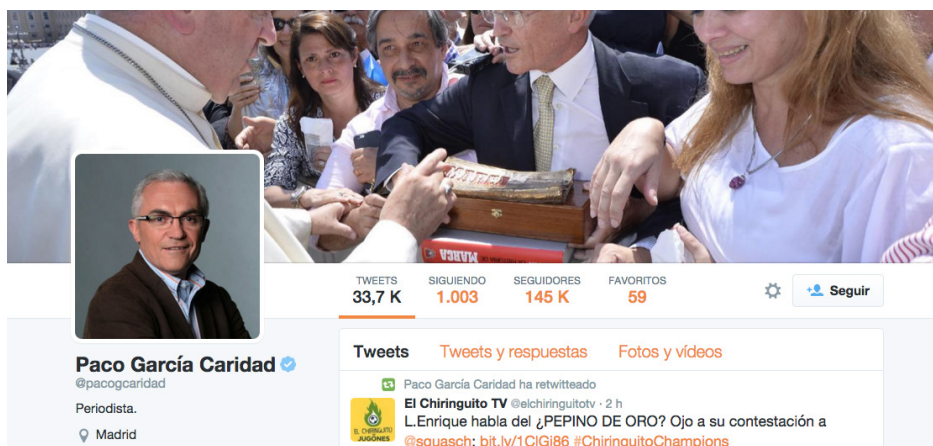 MARCA
TWEETS SIGUIENDO SEGUIDORES FAVORITOS
33,7 K 1.003 145 K 59
Seguir
Paco García Caridad
@pacogcaridad
Periodista.
Madrid
Tweets Tweets y respuestas Fotos y vídeos
Paco García Caridad ha retwitteado
El Chiringuito TV @elchiringuitotv · 2 h
L.Enrique habla del ¿PEPINO DE ORO? Ojo a su contestación a
@squasch: bit.ly/1ClGj86 #ChiringuitoChampions
EL CHIRINGUITO
JUGONES